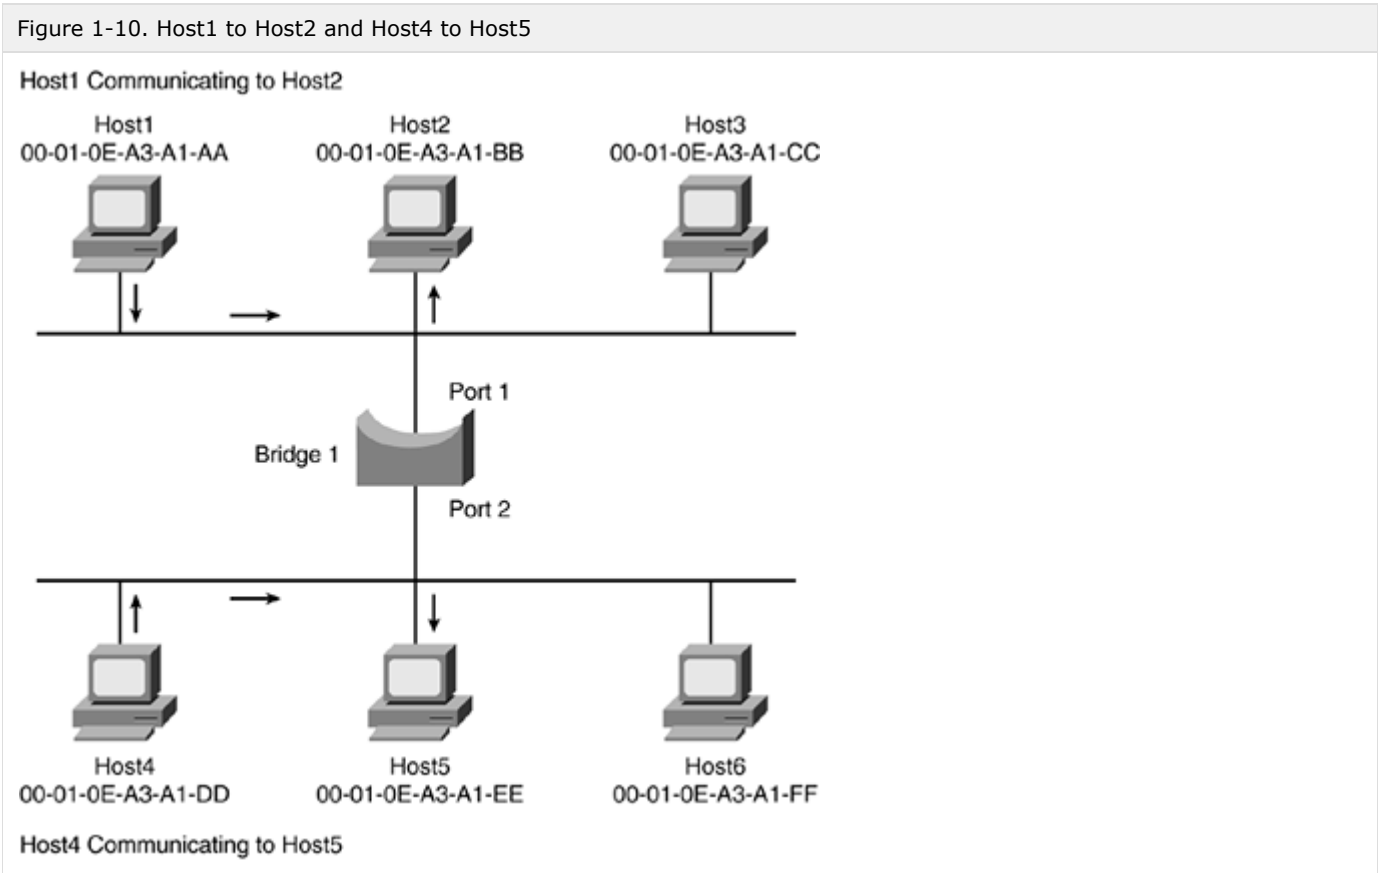 Figure 1-10. Host1 to Host2 and Host4 to Host5
Host1 Communicating to Host2
Host1 Host2 Host3
00-01-0E-A3-A1-AA 00-01-0E-A3-A1-BB 00-01-0E-A3-A1-CC
Port 1
Bridge 1
Port 2
Host4 Host5 Host6
00-01-0E-A3-A1-DD 00-01-0E-A3-A1-EE 00-01-0E-A3-A1-FF
Host4 Communicating to Host5